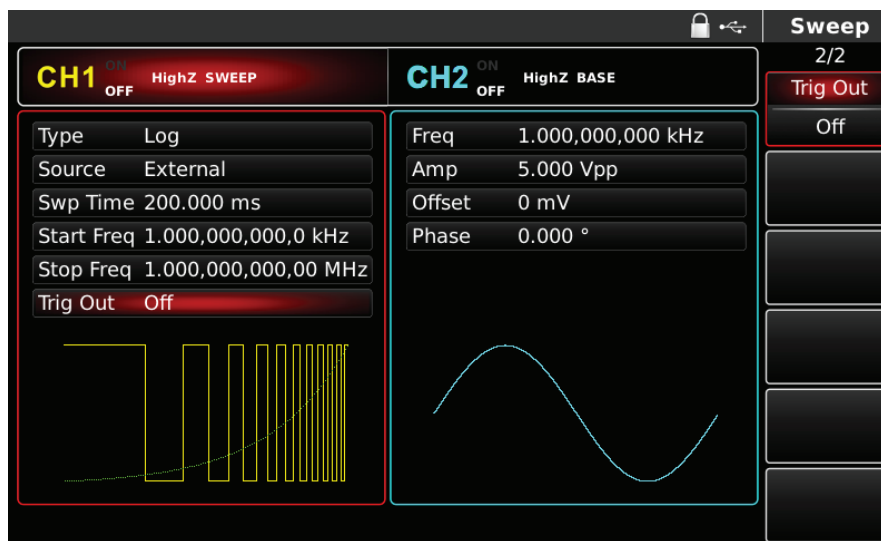 Sweep
2/2
CH1 ON OFF HighZ SWEEP
CH2 ON OFF HighZ BASE
Trig Out
Off
Type Log
Source External
Swp Time 200.000 ms
Start Freq 1.000,000,000,0 kHz
Stop Freq 1.000,000,000,00 MHz
Trig Out Off
Freq 1.000,000,000 kHz
Amp 5.000 Vpp
Offset 0 mV
Phase 0.000 °